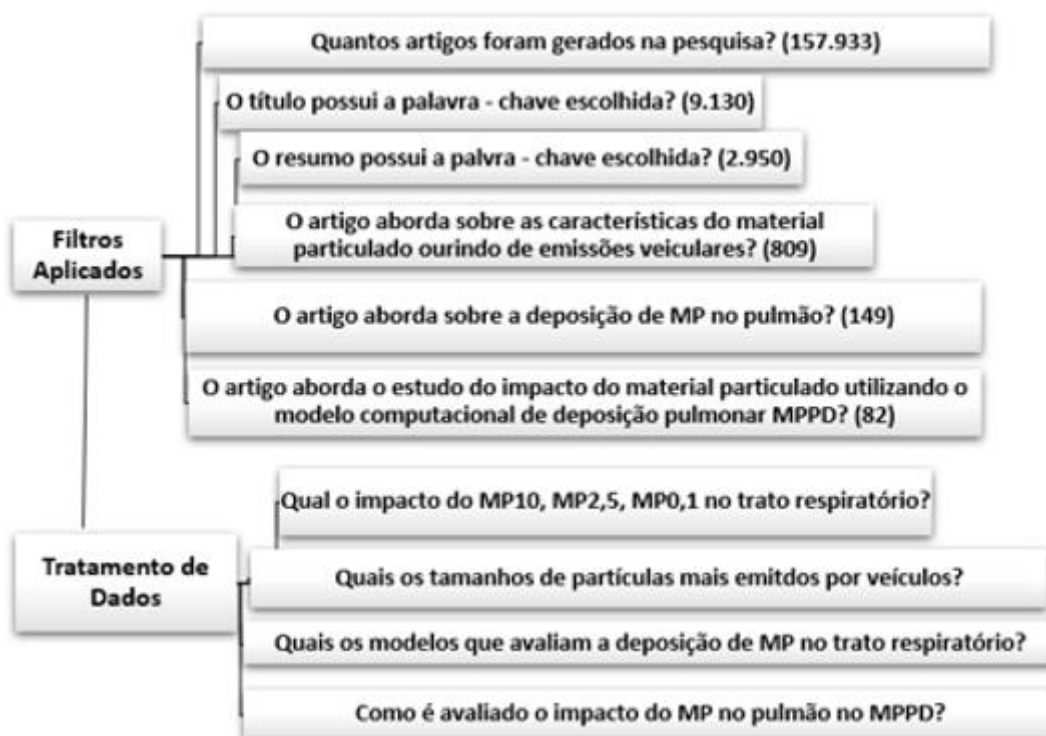 Quantos artigos foram gerados na pesquisa? (157.933)
O título possui a palavra - chave escolhida? (9.130)
O resumo possui a palvra - chave escolhida? (2.950)
Filtros
Aplicados
O artigo aborda sobre as características do material
particulado ourindo de emissões veiculares? (809)
O artigo aborda sobre a deposição de MP no pulmão? (149)
O artigo aborda o estudo do impacto do material particulado utilizando o
modelo computacional de deposição pulmonar MPPD? (82)
Tratamento de
Dados
Qual o impacto do MP10, MP2,5, MP0,1 no trato respiratório?
Quais os tamanhos de partículas mais emitdos por veículos?
Quais os modelos que avaliam a deposição de MP no trato respiratório?
Como é avaliado o impacto do MP no pulmão no MPPD?